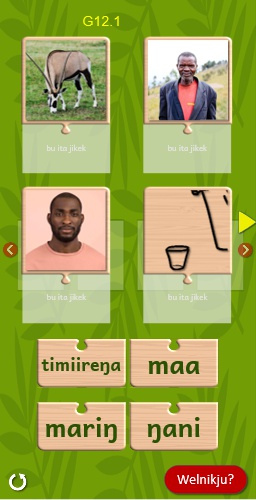 G12.1
bu ita jikek
bu ita jikek
bu ita jikek
bu ita jikek
timiireŋa
maa
mariŋ
ŋani
Welnikju?